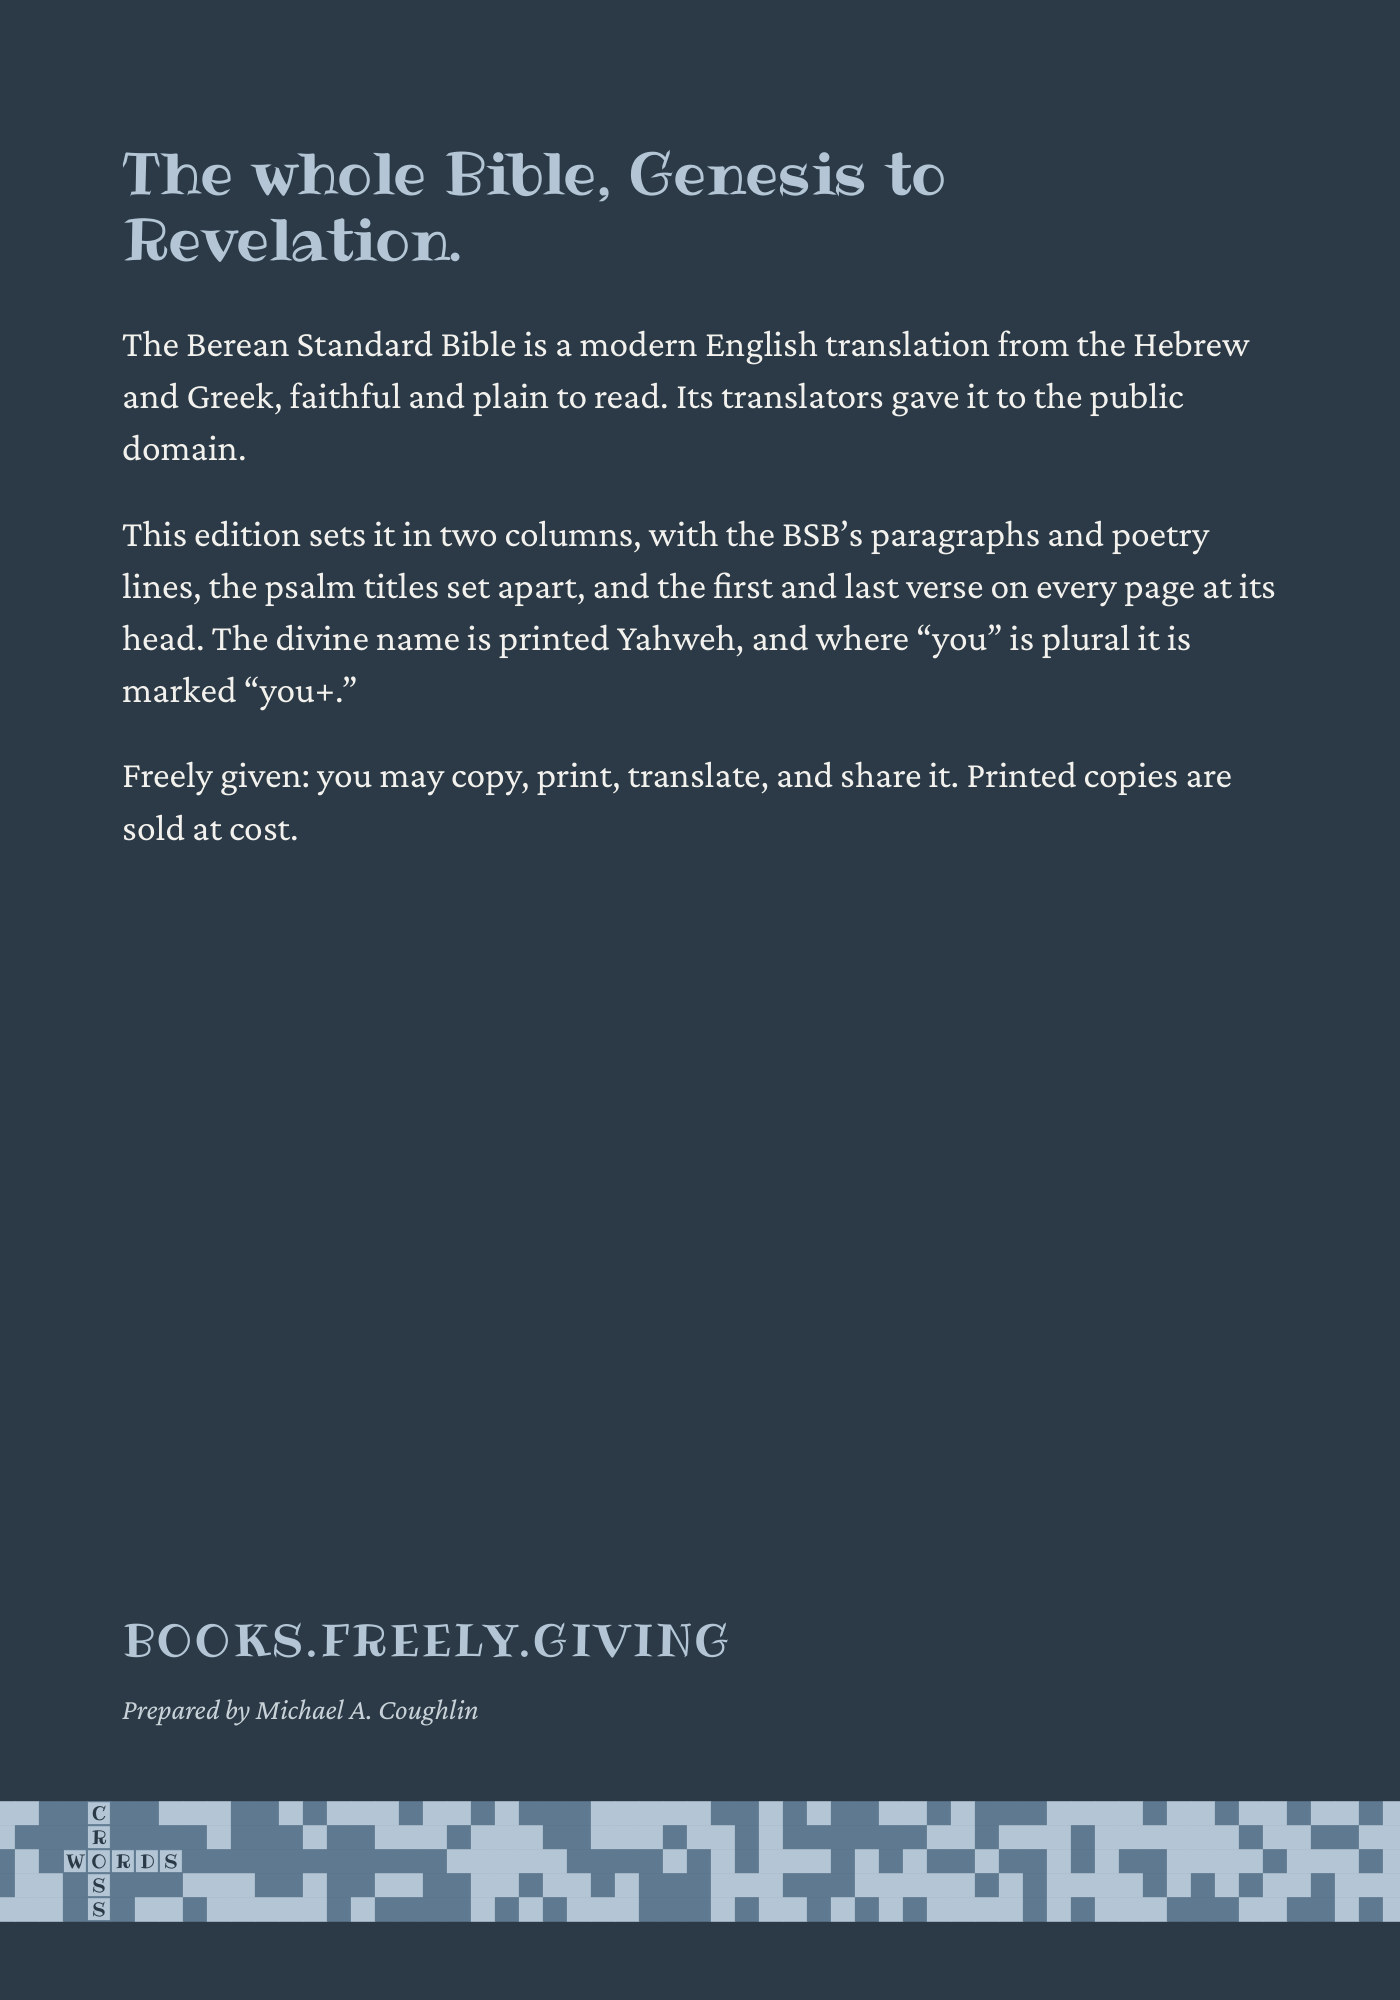 The whole Bible, Genesis to
Revelation.
The Berean Standard Bible is a modern English translation from the Hebrew
and Greek, faithful and plain to read. Its translators gave it to the public
domain.
This edition sets it in two columns, with the BSB’s paragraphs and poetry
lines, the psalm titles set apart, and the first and last verse on every page at its
head. The divine name is printed Yahweh, and where “you” is plural it is
marked “you+.”
Freely given: you may copy, print, translate, and share it. Printed copies are
sold at cost.
BOOKS.FREELY.GIVING
Prepared by Michael A. Coughlin
CROSS
WORDS